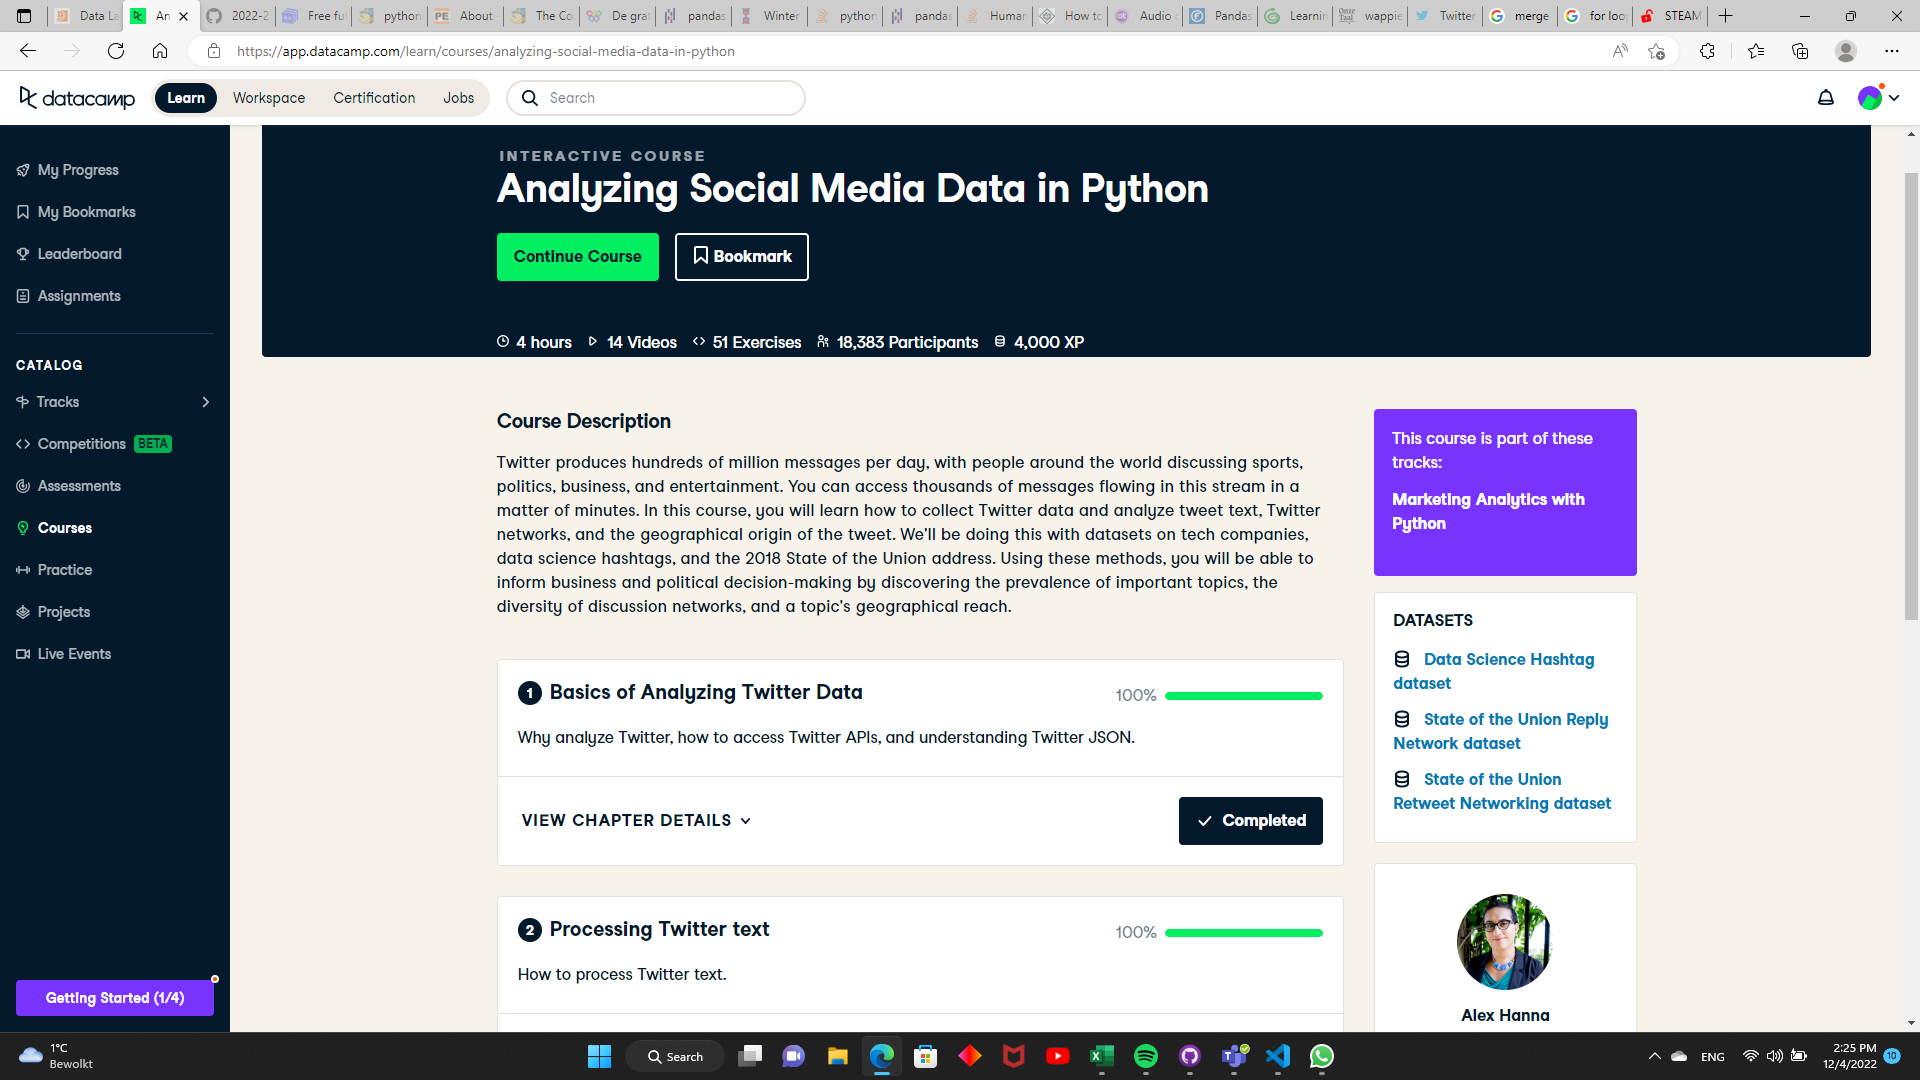 Data La
An
2022-2
Free fu
python
About
The Co
De grat
pandas
Winter
python
pandas
Human
How to
Audio
Pandas
Learnin
wappie
Twitter
merge
for loo
STEAM
https://app.datacamp.com/learn/courses/analyzing-social-media-data-in-python
datacamp
Learn
Workspace
Certification
Jobs
Search
My Progress
My Bookmarks
Leaderboard
Assignments
CATALOG
Tracks
Competitions BETA
Assessments
Courses
Practice
Projects
Live Events
Getting Started (1/4)
INTERACTIVE COURSE
Analyzing Social Media Data in Python
Continue Course
Bookmark
4 hours
14 Videos
51 Exercises
18,383 Participants
4,000 XP
Course Description
Twitter produces hundreds of million messages per day, with people around the world discussing sports,
politics, business, and entertainment. You can access thousands of messages flowing in this stream in a
matter of minutes. In this course, you will learn how to collect Twitter data and analyze tweet text, Twitter
networks, and the geographical origin of the tweet. We'll be doing this with datasets on tech companies,
data science hashtags, and the 2018 State of the Union address. Using these methods, you will be able to
inform business and political decision-making by discovering the prevalence of important topics, the
diversity of discussion networks, and a topic's geographical reach.
1 Basics of Analyzing Twitter Data
100%
Why analyze Twitter, how to access Twitter APIs, and understanding Twitter JSON.
VIEW CHAPTER DETAILS
Completed
2 Processing Twitter text
100%
How to process Twitter text.
This course is part of these
tracks:
Marketing Analytics with
Python
DATASETS
Data Science Hashtag
dataset
State of the Union Reply
Network dataset
State of the Union
Retweet Networking dataset
Alex Hanna
1°C
Bewolkt
Search
ENG
2:25 PM
12/4/2022
10